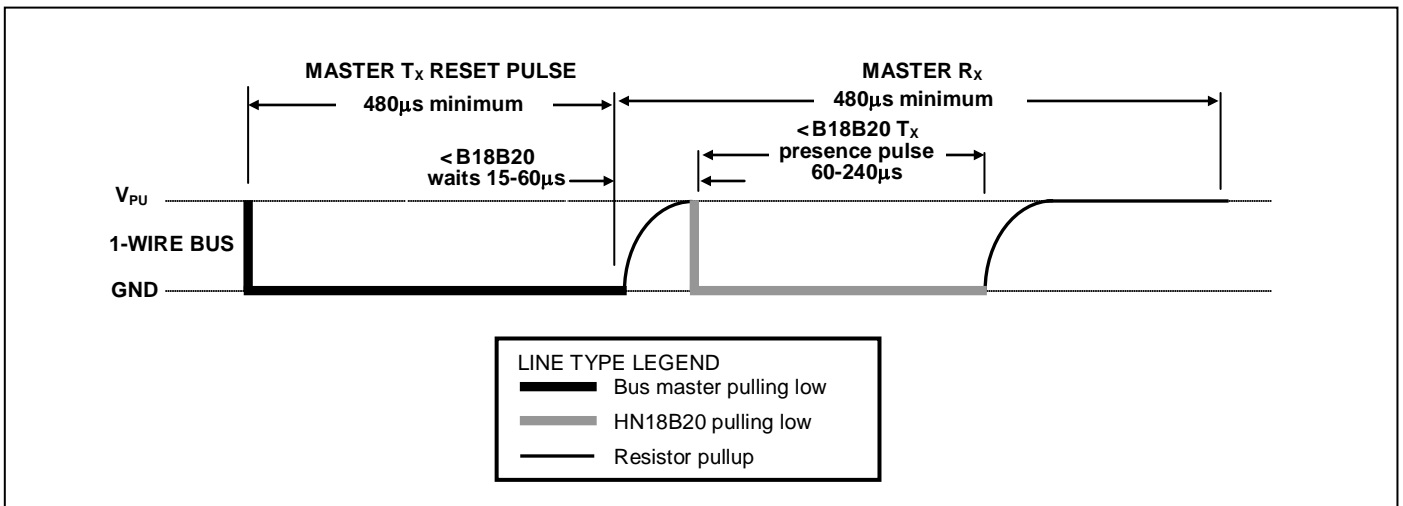 MASTER TX RESET PULSE
480μs minimum
MASTER RX
480μs minimum
<B18B20
waits 15-60μs
<B18B20 TX
presence pulse
60-240μs
VPU
1-WIRE BUS
GND
LINE TYPE LEGEND
Bus master pulling low
HN18B20 pulling low
Resistor pullup